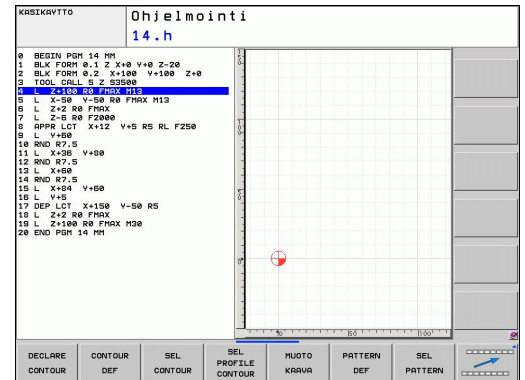 KASIKAYTTÖ
Ohjelmointi
14.h
0 BEGIN PGM 14 MM
1 BLK FORM 0.1 Z X+0 Y+0 Z-20
2 BLK FORM 0.2 X+100 Y+100 Z+0
3 TOOL CALL 5 Z S3500
4 L Z+100 R0 FMAX M13
5 L X-50 Y-50 R0 FMAX M13
6 L Z+2 R0 FMAX
7 L Z-6 R0 F2000
8 APPR LCT X+12 Y+5 R5 RL F250
9 L Y+60
10 RND R7.5
11 L X+36 Y+80
12 RND R7.5
13 L X+60
14 RND R7.5
15 L X+84 Y+60
16 L Y+5
17 DEP LCT X+150 Y-50 R5
18 L Z+2 R0 FMAX
19 L Z+100 R0 FMAX M30
20 END PGM 14 MM
50
100
DECLARE
CONTOUR
CONTOUR
DEF
SEL
CONTOUR
SEL
PROFILE
CONTOUR
MUOTO
KAAVA
PATTERN
DEF
SEL
PATTERN